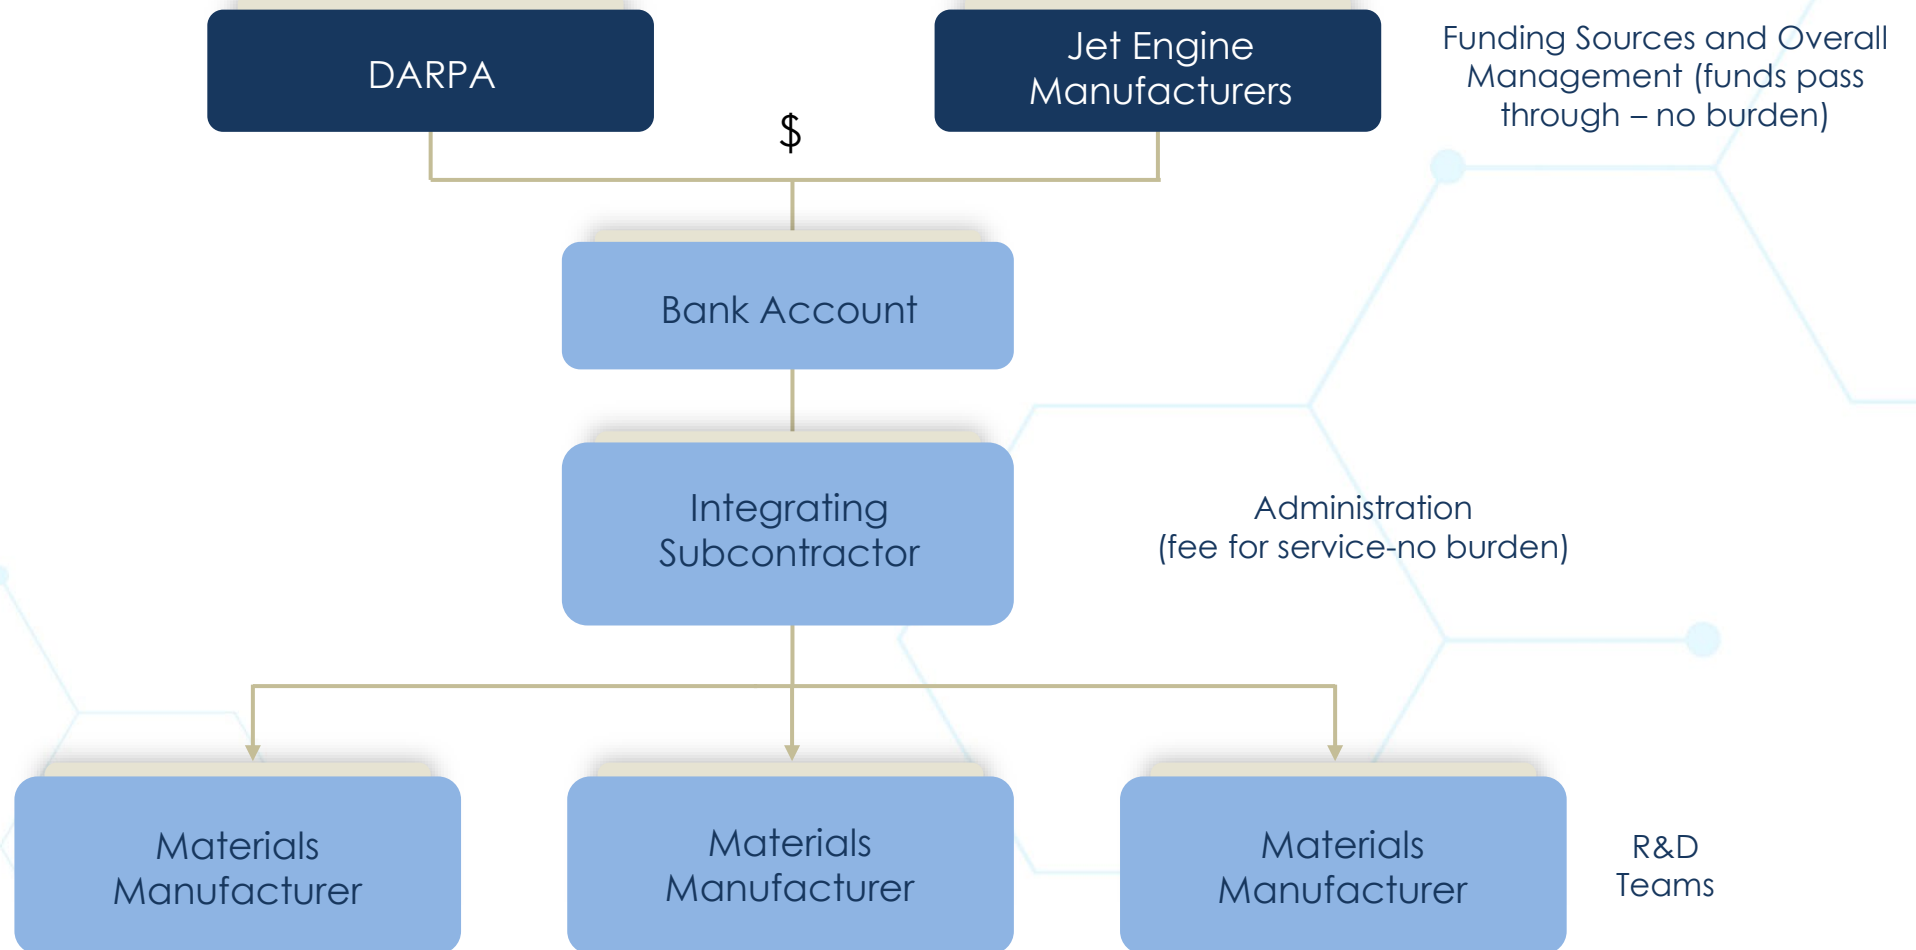 DARPA
Jet Engine
Manufacturers
Funding Sources and Overall
Management (funds pass
through – no burden)
$
Bank Account
Integrating
Subcontractor
Administration
(fee for service-no burden)
Materials
Manufacturer
Materials
Manufacturer
Materials
Manufacturer
R&D
Teams